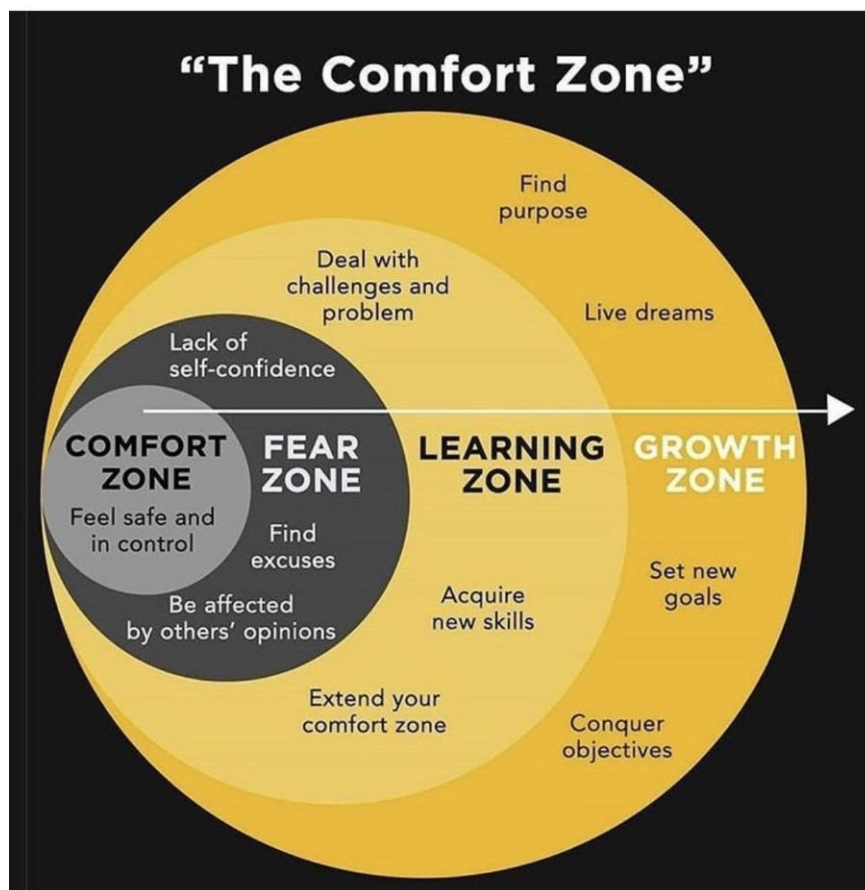 “The Comfort Zone”
Find
purpose
Deal with
challenges and
problem
Live dreams
Lack of
self-confidence
COMFORT
ZONE
Feel safe and
in control
FEAR
ZONE
Find
excuses
Be affected
by others’ opinions
LEARNING
ZONE
Acquire
new skills
Extend your
comfort zone
GROWTH
ZONE
Set new
goals
Conquer
objectives